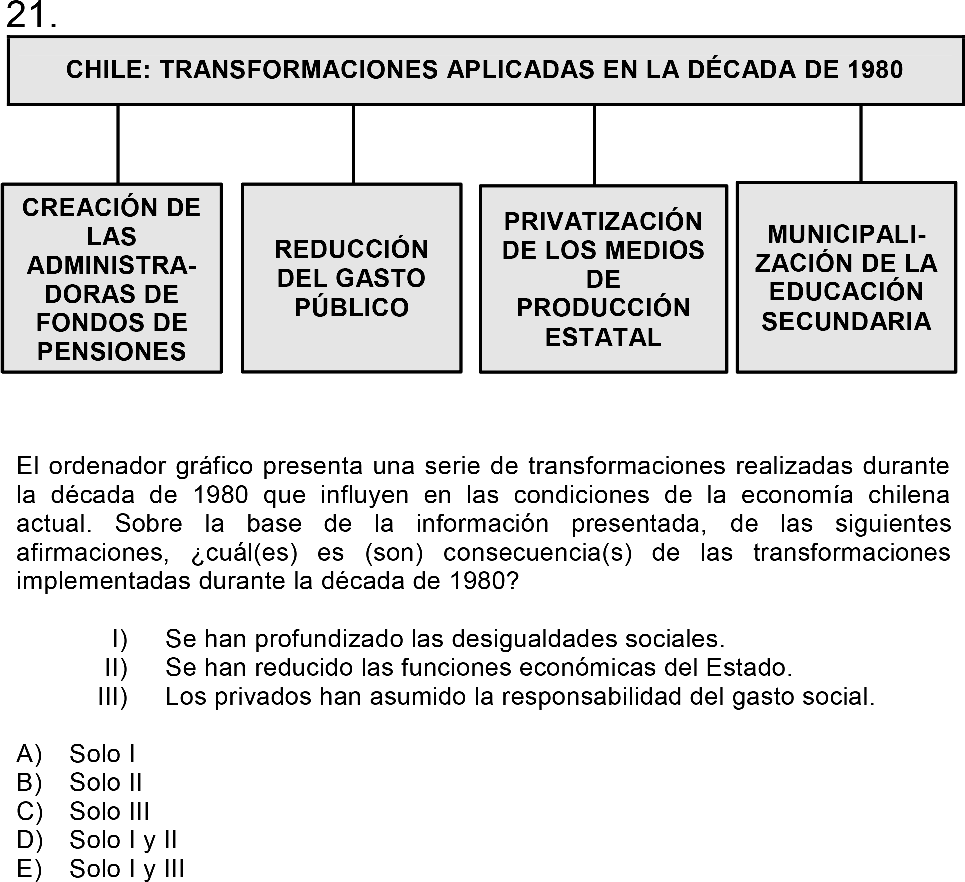 21.
CHILE: TRANSFORMACIONES APLICADAS EN LA DÉCADA DE 1980
CREACIÓN DE
LAS
ADMINISTRA-
DORAS DE
FONDOS DE
PENSIONES
REDUCCIÓN
DEL GASTO
PÚBLICO
PRIVATIZACIÓN
DE LOS MEDIOS
DE
PRODUCCIÓN
ESTATAL
MUNICIPALI-
ZACIÓN DE LA
EDUCACIÓN
SECUNDARIA
El ordenador gráfico presenta una serie de transformaciones realizadas durante
la década de 1980 que influyen en las condiciones de la economía chilena
actual. Sobre la base de la información presentada, de las siguientes
afirmaciones, ¿cuál(es) es (son) consecuencia(s) de las transformaciones
implementadas durante la década de 1980?
I) Se han profundizado las desigualdades sociales.
II) Se han reducido las funciones económicas del Estado.
III) Los privados han asumido la responsabilidad del gasto social.
A) Solo I
B) Solo II
C) Solo III
D) Solo I y II
E) Solo I y III